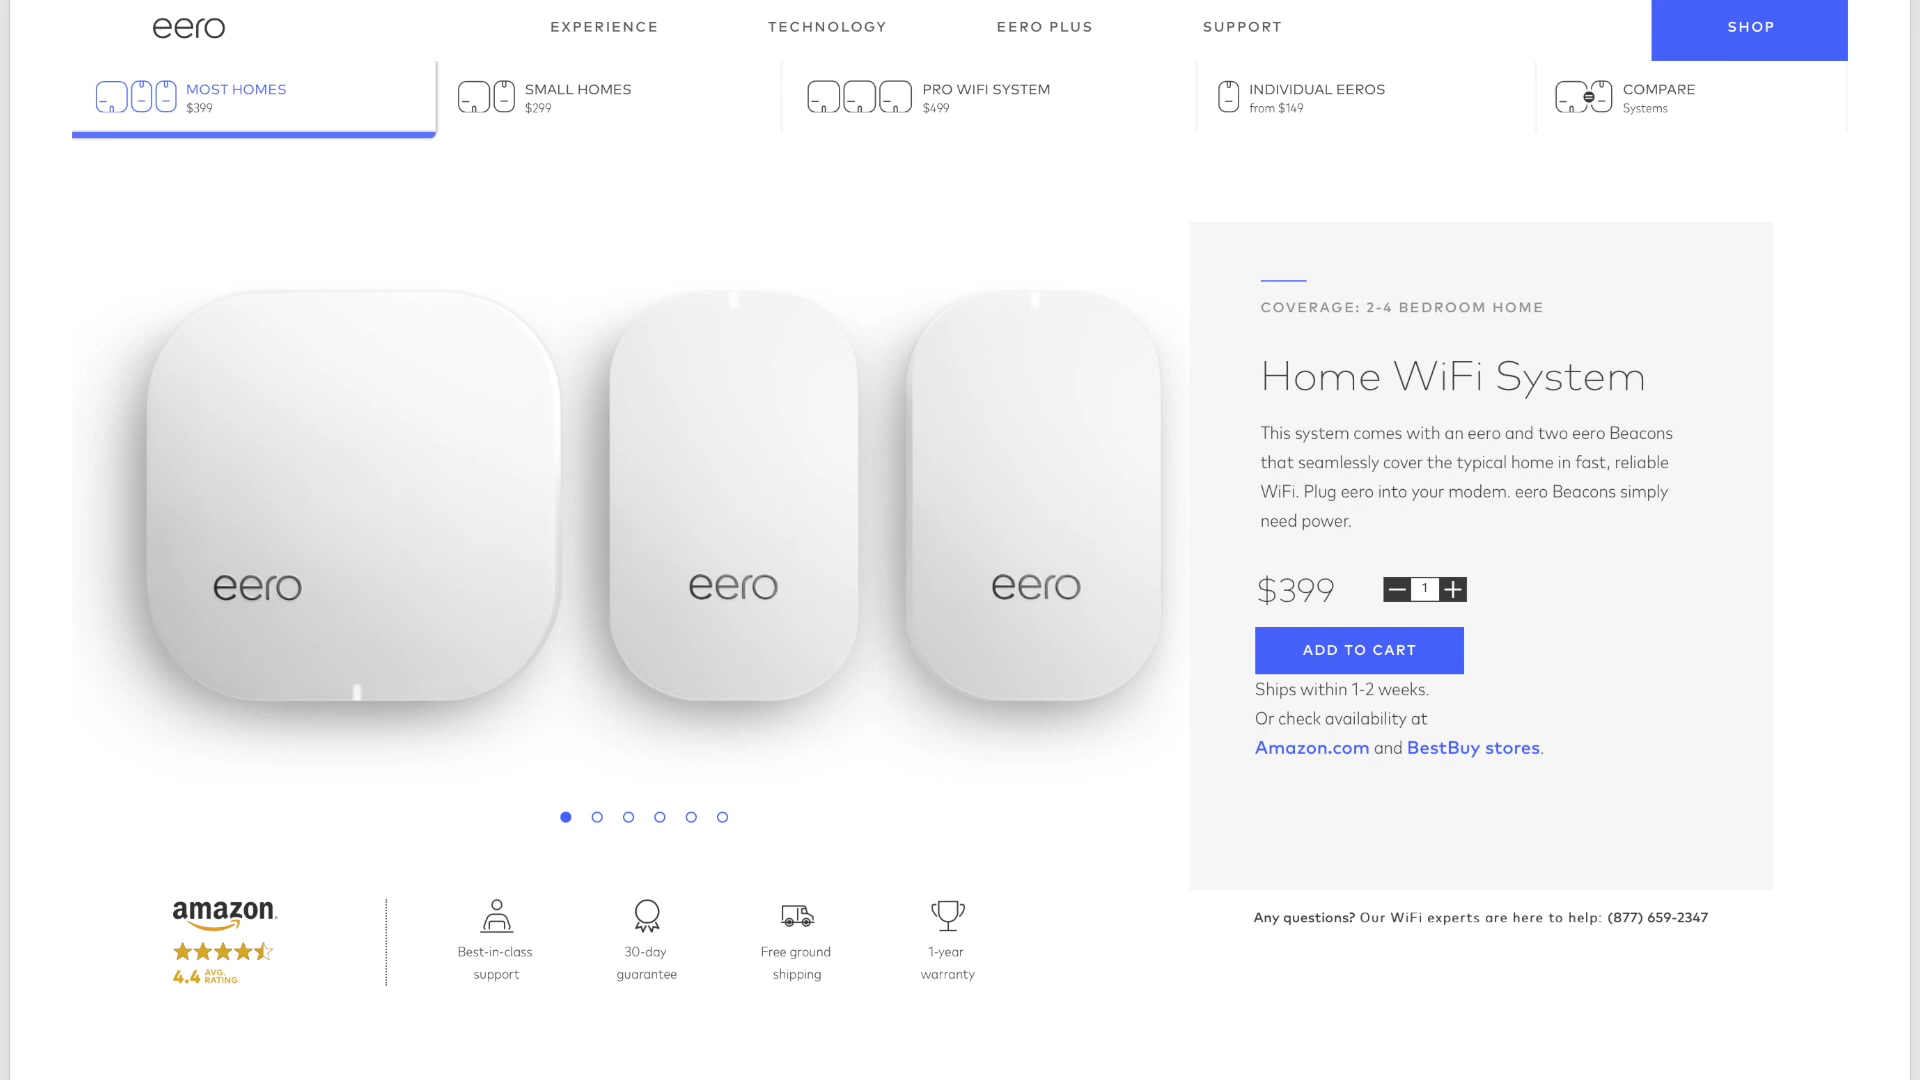 eero
EXPERIENCE
TECHNOLOGY
EERO PLUS
SUPPORT
SHOP
MOST HOMES
$399
SMALL HOMES
$299
PRO WIFI SYSTEM
$499
INDIVIDUAL EEROS
from $149
COMPARE
Systems
eero
eero
eero
COVERAGE: 2-4 BEDROOM HOME
Home WiFi System
This system comes with an eero and two eero Beacons
that seamlessly cover the typical home in fast, reliable
WiFi. Plug eero into your modem. eero Beacons simply
need power.
$399
1
ADD TO CART
Ships within 1-2 weeks.
Or check availability at
Amazon.com and BestBuy stores.
amazon
4.4 AVG. RATING
Best-in-class
support
30-day
guarantee
Free ground
shipping
1-year
warranty
Any questions? Our WiFi experts are here to help: (877) 659-2347